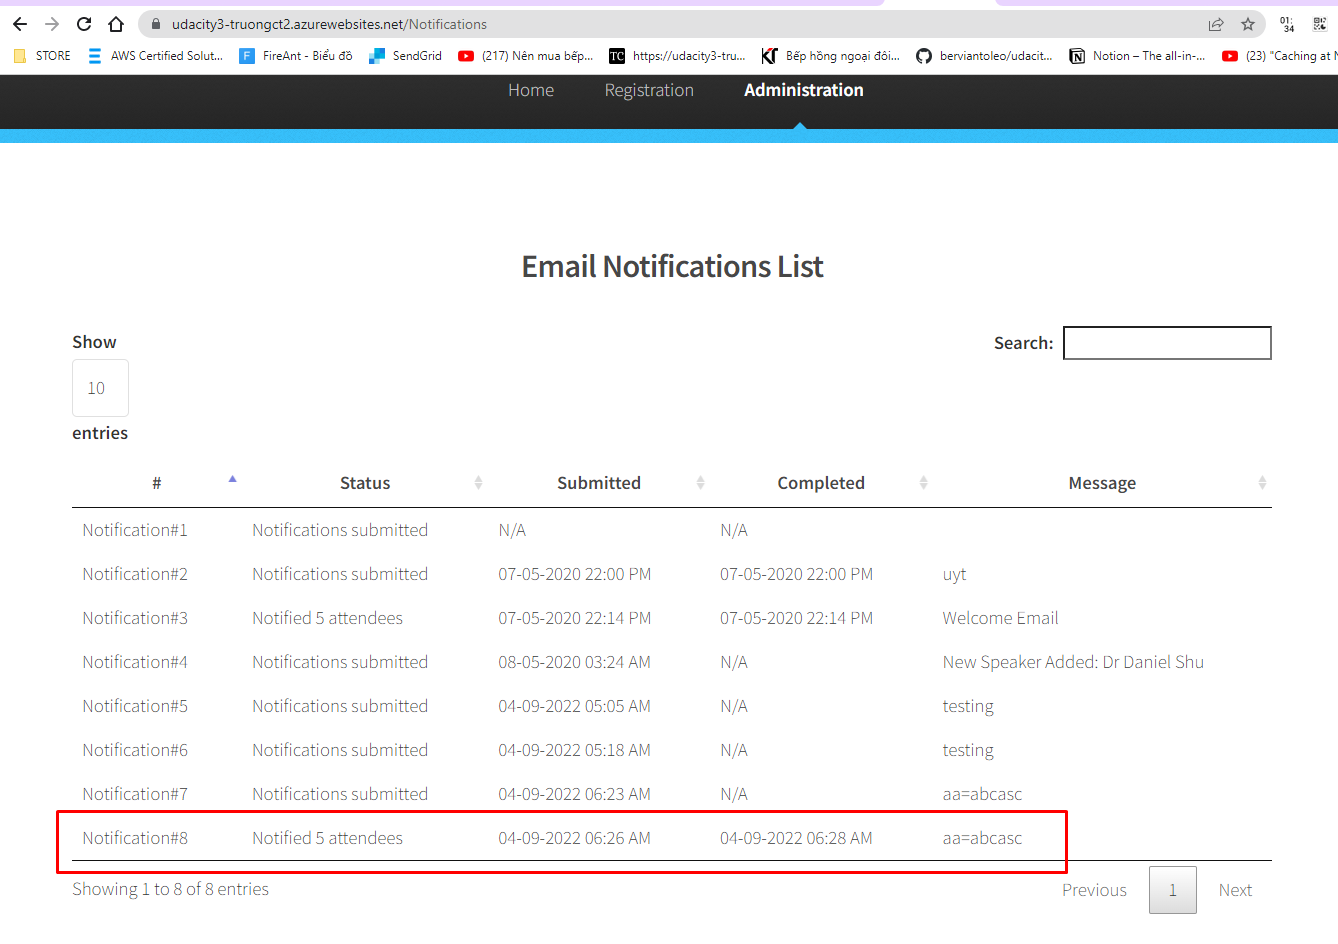 udacity3-truongct2.azurewebsites.net/Notifications
01: 34
STORE AWS Certified Solut... FireAnt - Biểu đồ SendGrid (217) Nên mua bếp... TC https://udacity3-tru... Bếp hồng ngoại đôi... berviantoleo/udacit... Notion – The all-in-... (23) "Caching at N
Home Registration Administration
Email Notifications List
Show
Search:
10
entries
# Status Submitted Completed Message
Notification#1 Notifications submitted N/A N/A
Notification#2 Notifications submitted 07-05-2020 22:00 PM 07-05-2020 22:00 PM uyt
Notification#3 Notified 5 attendees 07-05-2020 22:14 PM 07-05-2020 22:14 PM Welcome Email
Notification#4 Notifications submitted 08-05-2020 03:24 AM N/A New Speaker Added: Dr Daniel Shu
Notification#5 Notifications submitted 04-09-2022 05:05 AM N/A testing
Notification#6 Notifications submitted 04-09-2022 05:18 AM N/A testing
Notification#7 Notifications submitted 04-09-2022 06:23 AM N/A aa=abcasc
Notification#8 Notified 5 attendees 04-09-2022 06:26 AM 04-09-2022 06:28 AM aa=abcasc
Showing 1 to 8 of 8 entries
Previous 1 Next